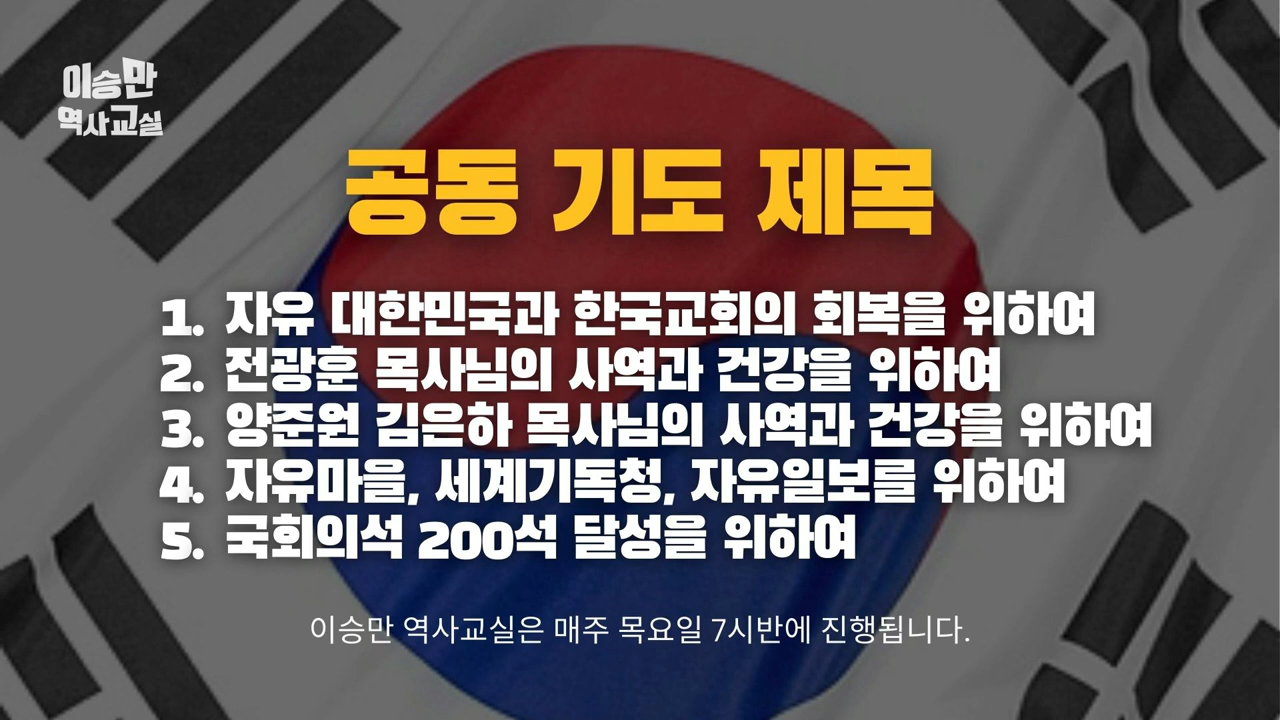 이승만
역사교실
공동 기도 제목
1. 자유 대한민국과 한국교회의 회복을 위하여
2. 전광훈 목사님의 사역과 건강을 위하여
3. 양준원 김은하 목사님의 사역과 건강을 위하여
4. 자유마을, 세계기독청, 자유일보를 위하여
5. 국회의석 200석 달성을 위하여
이승만 역사교실은 매주 목요일 7시반에 진행됩니다.